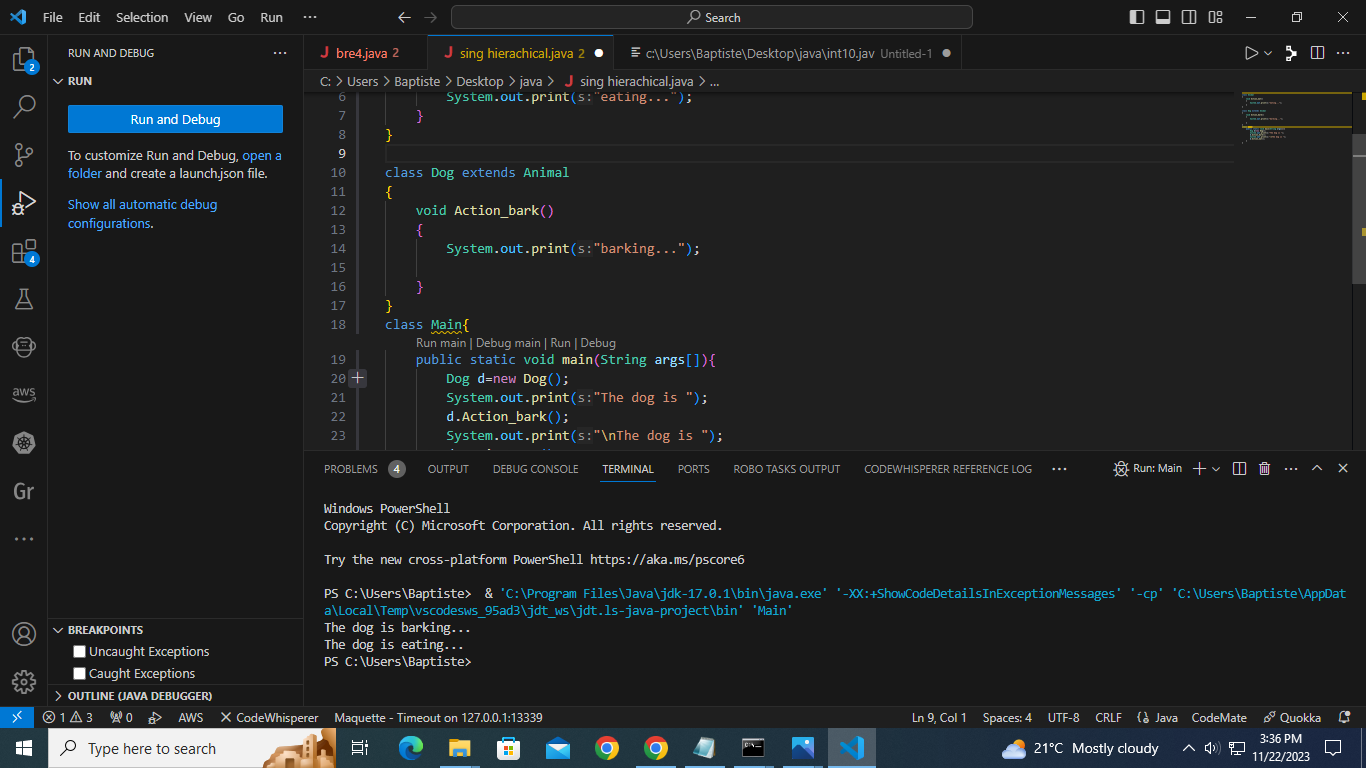 File Edit Selection View Go Run ··· Search
RUN AND DEBUG ···
bre4.java 2 sing hierachical.java 2 c:\Users\Baptiste\Desktop\java\int10.jav Untitled-1
C: > Users > Baptiste > Desktop > java > sing hierachical.java > ...
RUN
Run and Debug
To customize Run and Debug, open a
folder and create a launch.json file.
Show all automatic debug
configurations.
2
4
aws
Gr
6 System.out.print(s:"eating...");
7 }
8 }
9
10 class Dog extends Animal
11 {
12 void Action_bark()
13 {
14 System.out.print(s:"barking...");
15
16 }
17 }
18 class Main{
Run main | Debug main | Run | Debug
19 public static void main(String args[]){
20 Dog d=new Dog();
21 System.out.print(s:"The dog is ");
22 d.Action_bark();
23 System.out.print(s:"\nThe dog is ");
PROBLEMS 4 OUTPUT DEBUG CONSOLE TERMINAL PORTS ROBO TASKS OUTPUT CODEWHISPERER REFERENCE LOG ··· Run: Main
Windows PowerShell
Copyright (C) Microsoft Corporation. All rights reserved.
Try the new cross-platform PowerShell https://aka.ms/pscore6
PS C:\Users\Baptiste>  & 'C:\Program Files\Java\jdk-17.0.1\bin\java.exe' '-XX:+ShowCodeDetailsInExceptionMessages' '-cp' 'C:\Users\Baptiste\AppDat
a\Local\Temp\vscodesws_95ad3\jdt_ws\jdt.ls-java-project\bin' 'Main'
The dog is barking...
The dog is eating...
PS C:\Users\Baptiste>
BREAKPOINTS
Uncaught Exceptions
Caught Exceptions
OUTLINE (JAVA DEBUGGER)
1 3 0 AWS CodeWhisperer Maquette - Timeout on 127.0.0.1:13339 Ln 9, Col 1 Spaces: 4 UTF-8 CRLF Java CodeMate Quokka
Type here to search
21°C Mostly cloudy
3:36 PM
11/22/2023